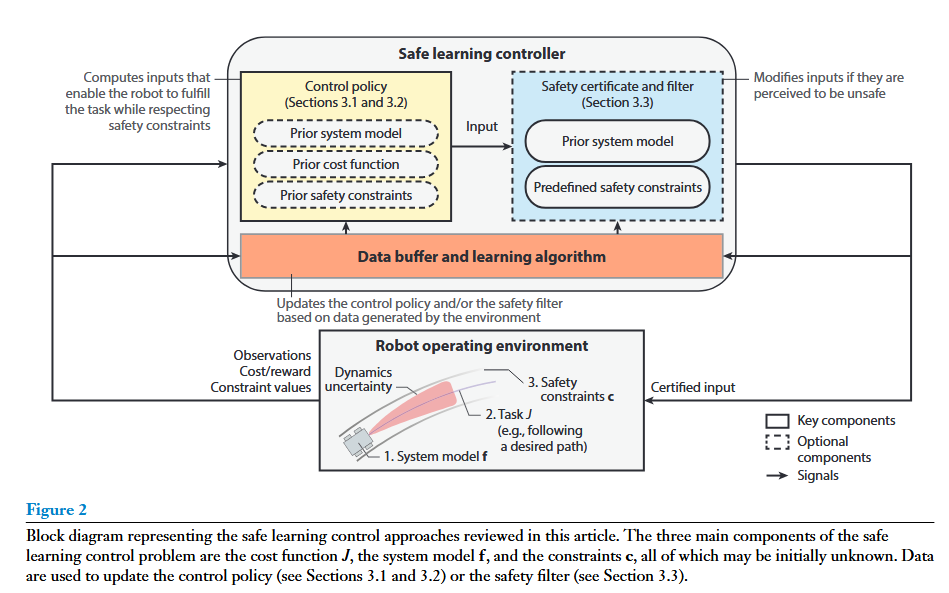 Safe learning controller
Computes inputs that
enable the robot to fulfill
the task while respecting
safety constraints
Control policy
(Sections 3.1 and 3.2)
Prior system model
Prior cost function
Prior safety constraints
Input
Safety certificate and filter
(Section 3.3)
Prior system model
Predefined safety constraints
Modifies inputs if they are
perceived to be unsafe
Data buffer and learning algorithm
Updates the control policy and/or the safety filter
based on data generated by the environment
Observations
Cost/reward
Constraint values
Robot operating environment
Dynamics
uncertainty
3. Safety
constraints c
2. Task J
(e.g., following
a desired path)
1. System model f
Certified input
Key components
Optional
components
Signals
Figure 2
Block diagram representing the safe learning control approaches reviewed in this article. The three main components of the safe
learning control problem are the cost function J, the system model f, and the constraints c, all of which may be initially unknown. Data
are used to update the control policy (see Sections 3.1 and 3.2) or the safety filter (see Section 3.3).